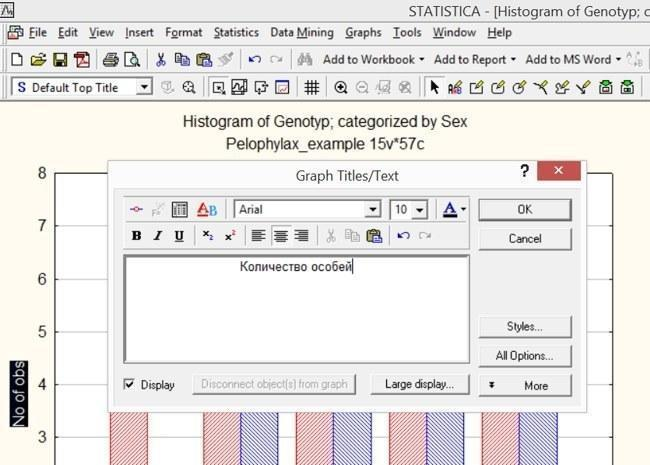 STATISTICA - [Histogram of Genotyp; c
File Edit View Insert Format Statistics Data Mining Graphs Tools Window Help
Add to Workbook Add to Report Add to MS Word
S Default Top Title
Histogram of Genotyp; categorized by Sex
Pelophylax_example 15v*57c
Graph Titles/Text
? ×
Arial 10 A
OK
B I U x₂ x²
Cancel
Количество особей
Styles...
All Options...
Display Disconnect object(s) from graph Large display... More
No of obs
8
7
6
5
4
3